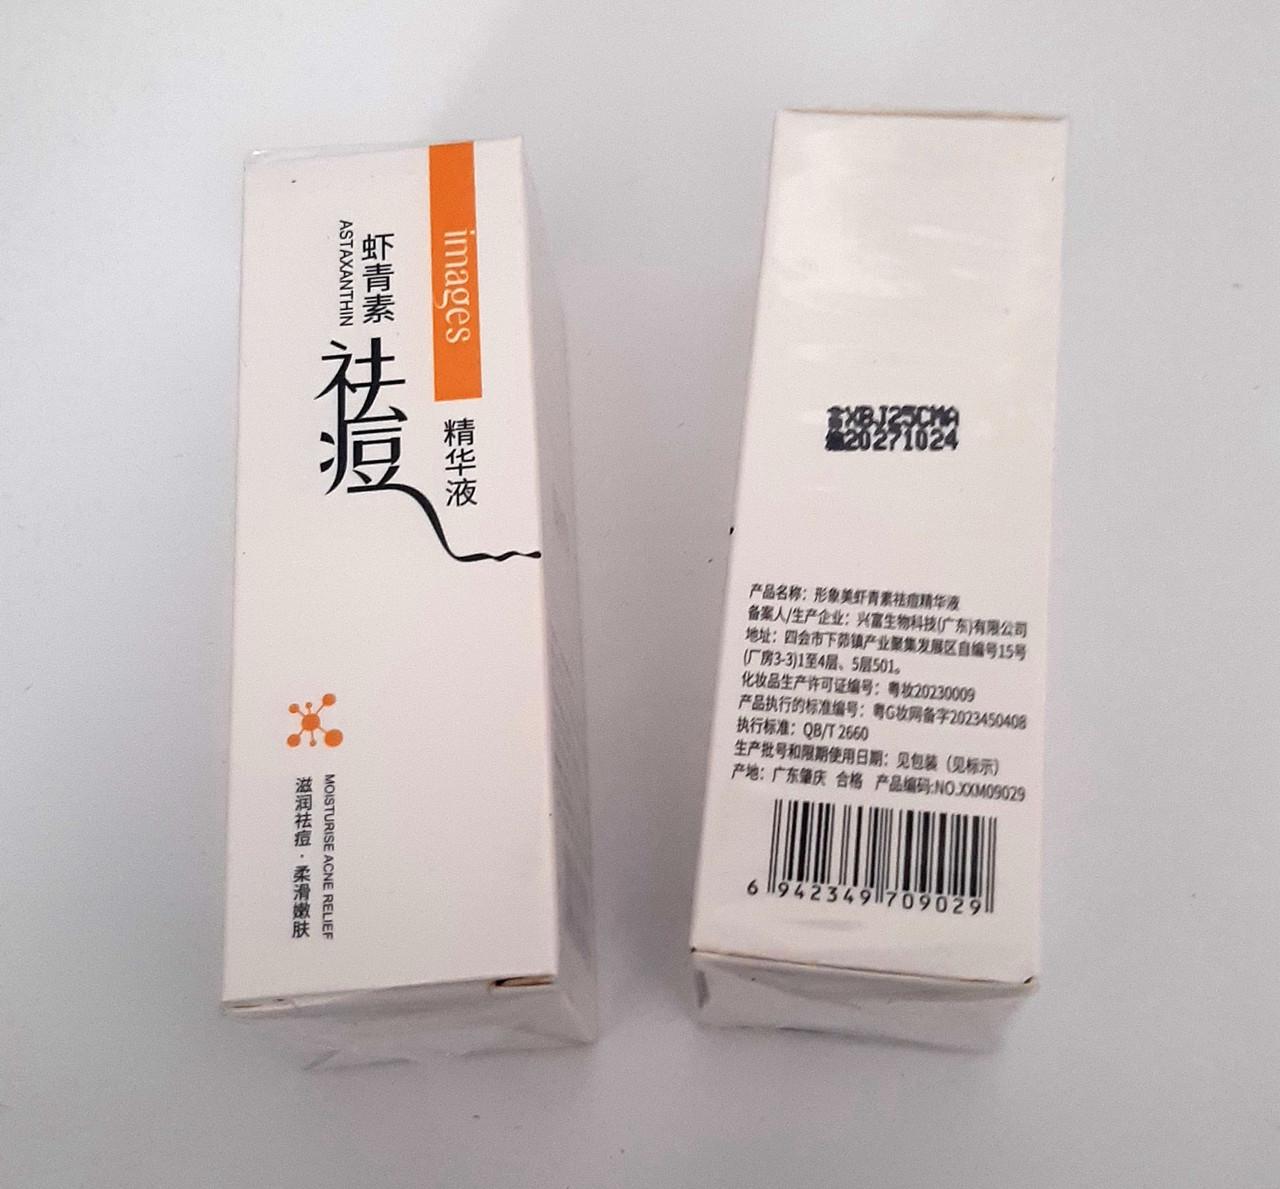 images
精华液
虾青素
ASTAXANTHIN
祛痘
MOISTURISE ACNE RELIEF
滋润祛痘·柔滑嫩肤
XBJ25CMA
20271024
产品名称：形象美虾青素祛痘精华液
备案人/生产企业：兴富生物科技(广东)有限公司
地址：四会市下茆镇产业聚集发展区自编号15号
(厂房3-3)1至4层、5层501。
化妆品生产许可证编号：粤妆20230009
产品执行的标准编号：粤G妆网备字2023450408
执行标准：QB/T 2660
生产批号和限期使用日期：见包装（见标示）
产地：广东肇庆 合格 产品编码:NO.XXM09029
6 942349 709029